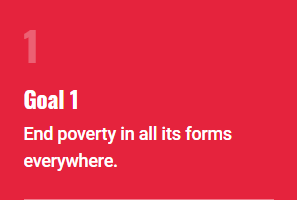 1
Goal 1
End poverty in all its forms
everywhere.